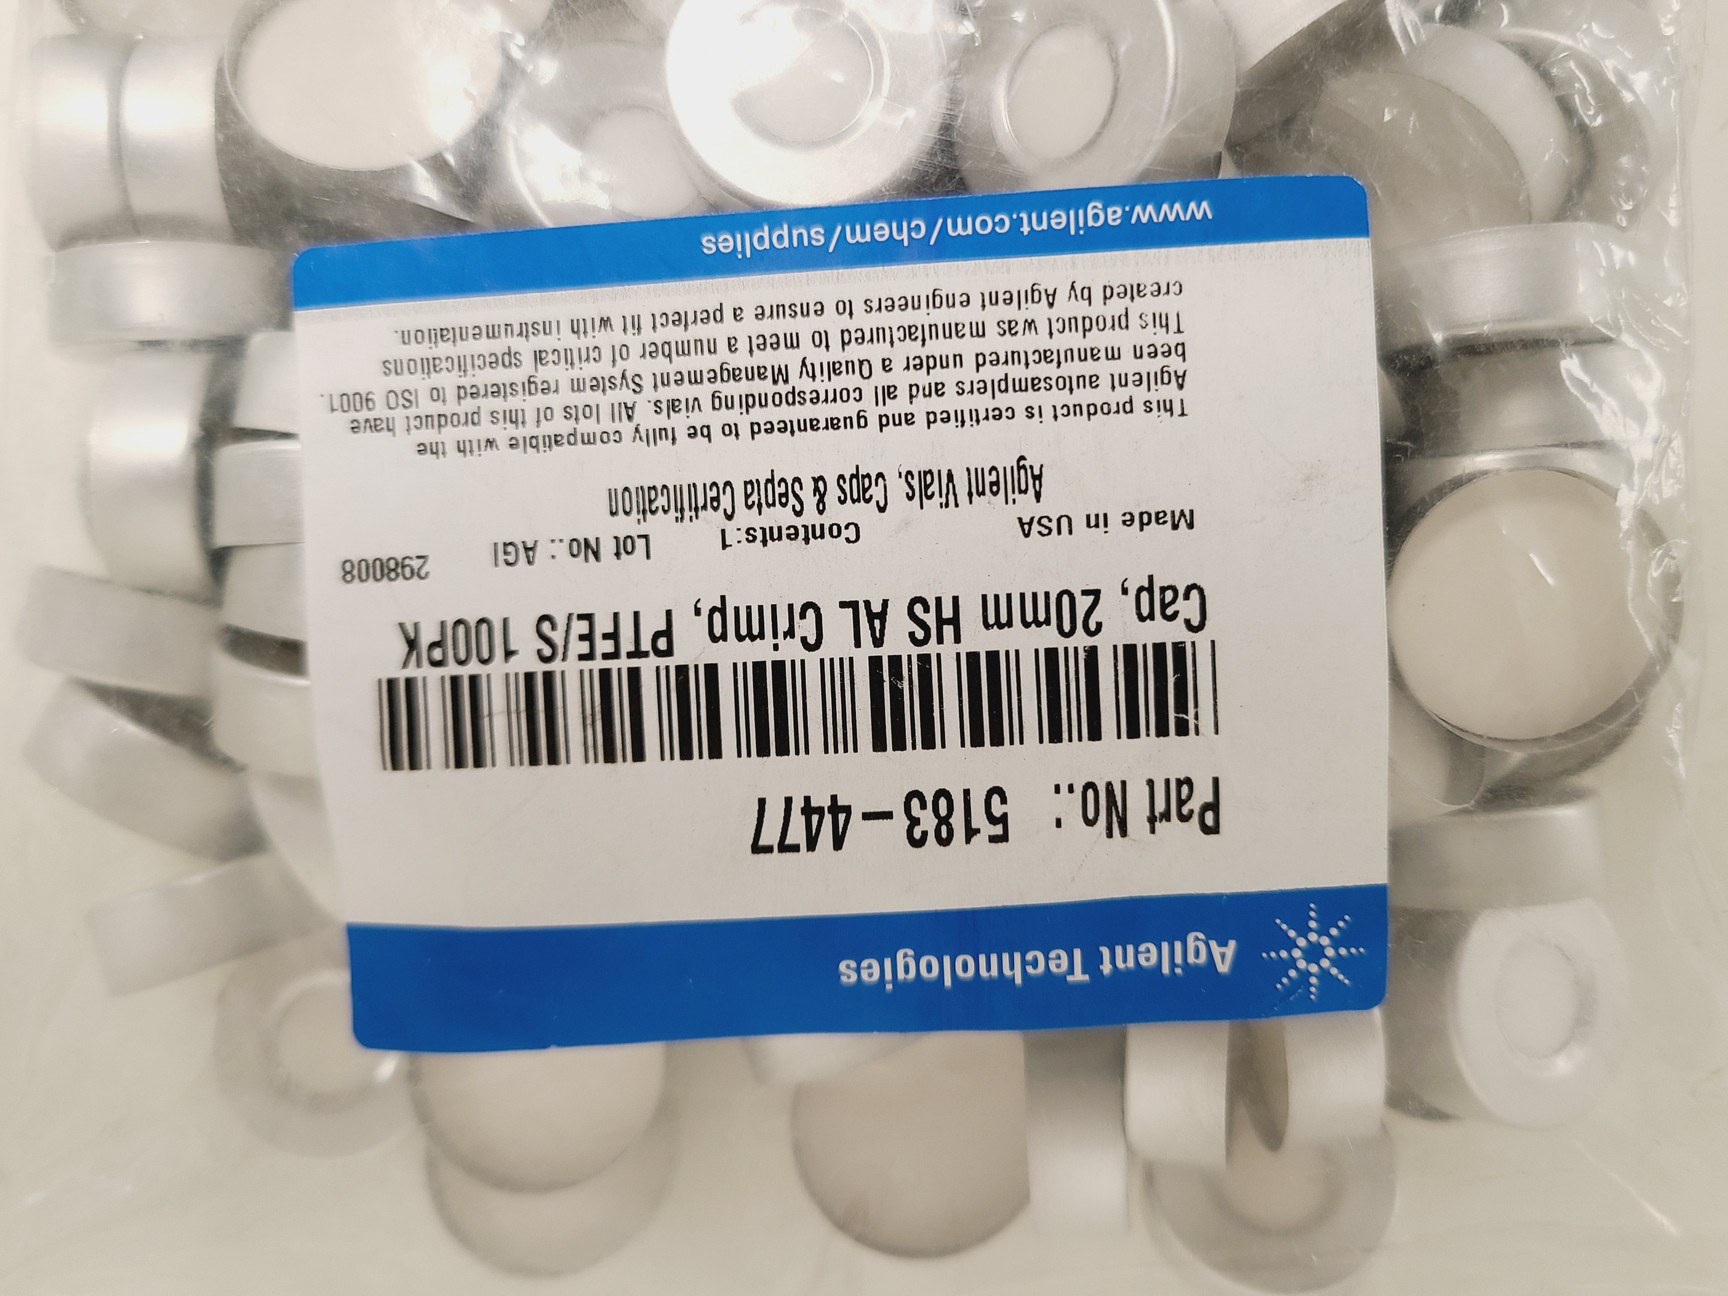 Agilent Technologies
Part No.: 5183-4477
Cap, 20mm HS AL Crimp, PTFE/S 100PK
Made in USA Contents:1 Lot No.: AGI 298008
Agilent Vials, Caps & Septa Certification
This product is certified and guaranteed to be fully compatible with the
Agilent autosamplers and all corresponding vials. All lots of this product have
been manufactured under a Quality Management System registered to ISO 9001.
This product was manufactured to meet a number of critical specifications
created by Agilent engineers to ensure a perfect fit with instrumentation.
www.agilent.com/chem/supplies